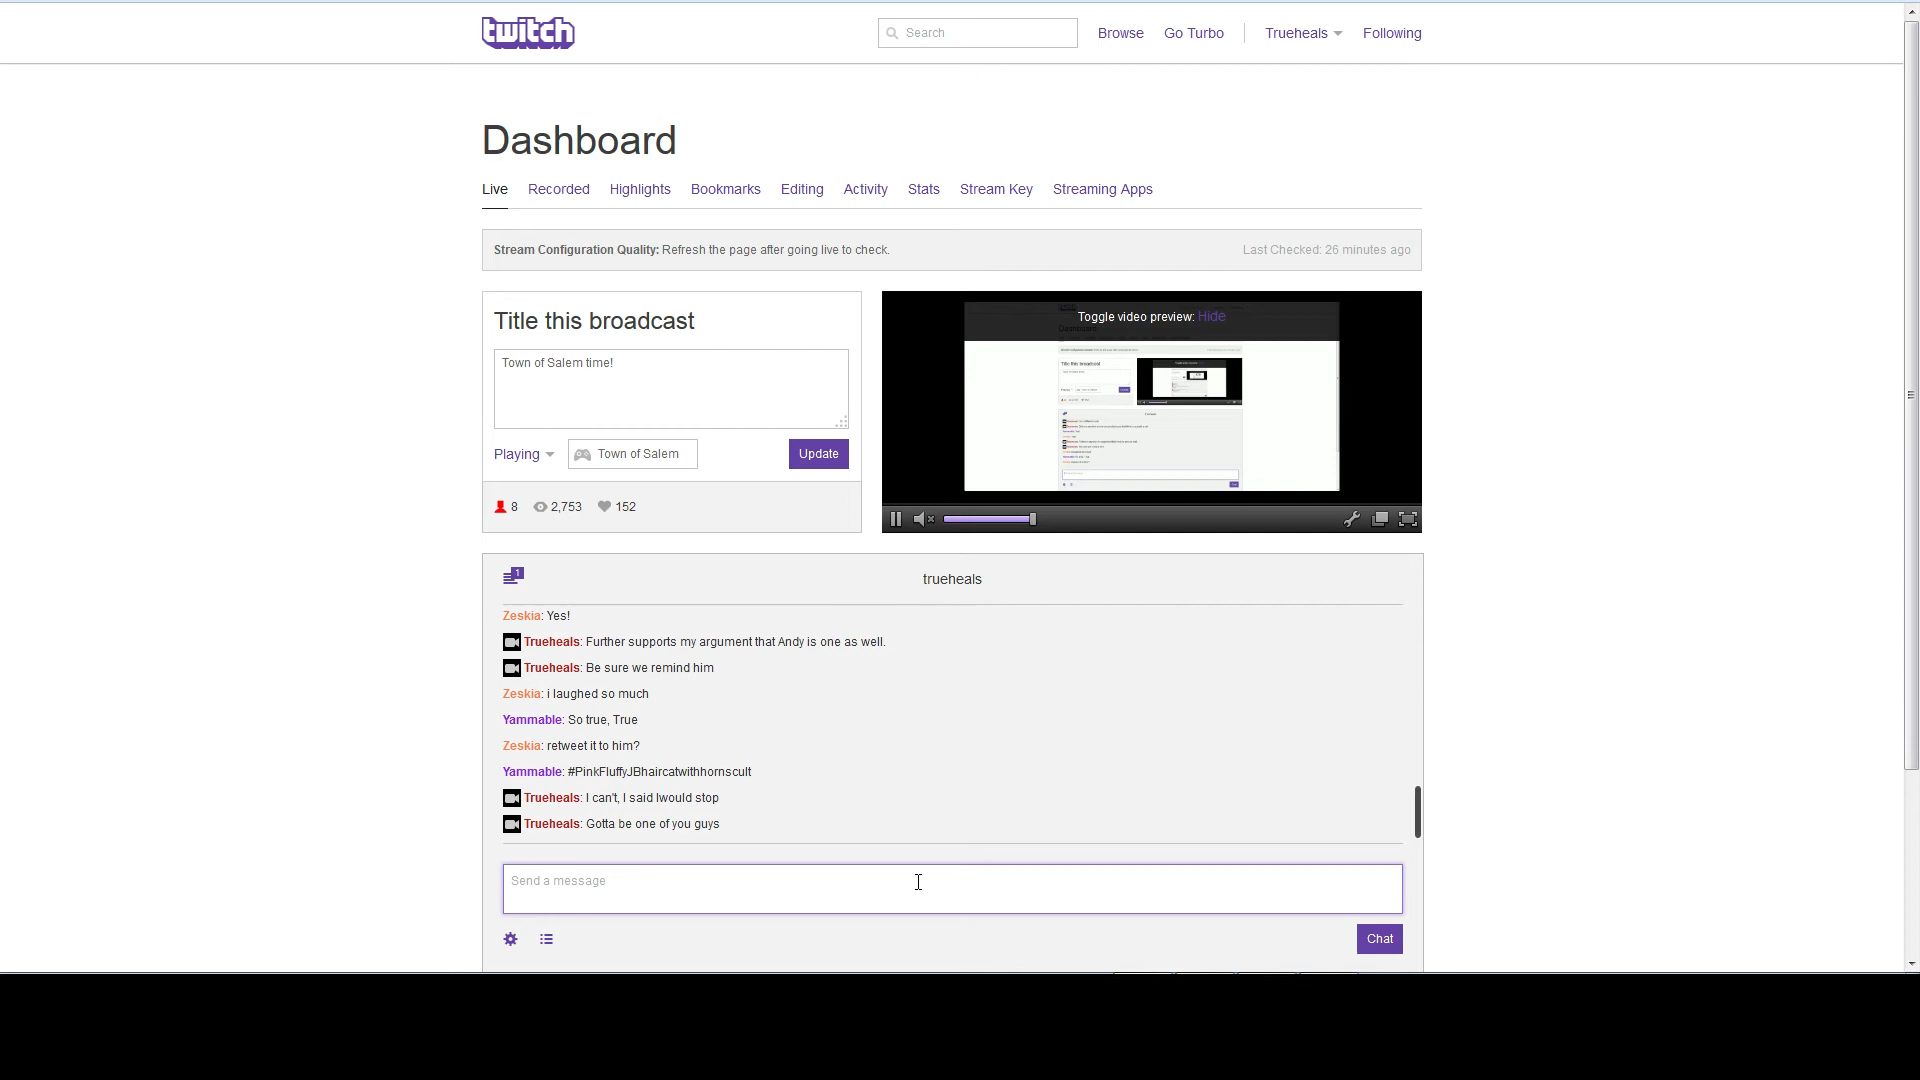 twitch
Search
Browse
Go Turbo
Trueheals
Following
Dashboard
Live
Recorded
Highlights
Bookmarks
Editing
Activity
Stats
Stream Key
Streaming Apps
Stream Configuration Quality: Refresh the page after going live to check.
Last Checked: 26 minutes ago
Title this broadcast
Town of Salem time!
Playing
Town of Salem
Update
8
2,753
152
Toggle video preview: Hide
1
trueheals
Zeskia: Yes!
Trueheals: Further supports my argument that Andy is one as well.
Trueheals: Be sure we remind him
Zeskia: i laughed so much
Yammable: So true, True
Zeskia: retweet it to him?
Yammable: #PinkFluffyJBhaircatwithhornscult
Trueheals: I can't, I said Iwould stop
Trueheals: Gotta be one of you guys
Send a message
Chat